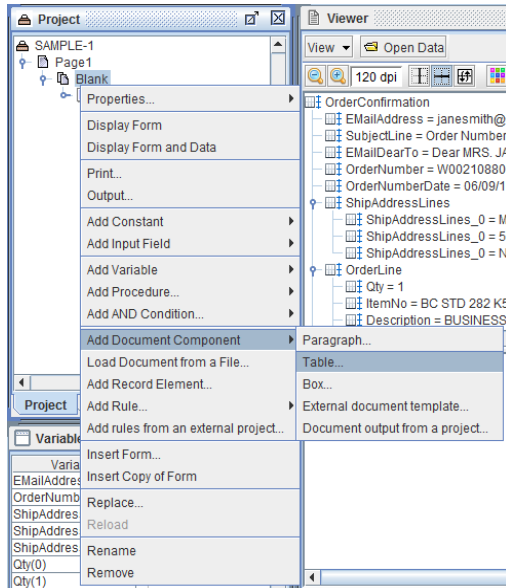 Project
SAMPLE-1
Page1
Blank
Properties...
Display Form
Display Form and Data
Print...
Output...
Add Constant
Add Input Field
Add Variable
Add Procedure...
Add AND Condition...
Add Document Component
Load Document from a File...
Add Record Element...
Add Rule...
Add rules from an external project...
Insert Form...
Insert Copy of Form
Replace...
Reload
Rename
Remove
Paragraph...
Table...
Box...
External document template...
Document output from a project...
Project
Variable
Varia
EMailAddres
OrderNumb
ShipAddres
ShipAddres
ShipAddres
Qty(0)
Qty(1)
Viewer
View
Open Data
120 dpi
OrderConfirmation
EMailAddress = janesmith@
SubjectLine = Order Number
EMailDearTo = Dear MRS. JA
OrderNumber = W00210880
OrderNumberDate = 06/09/1
ShipAddressLines
ShipAddressLines_0 = M
ShipAddressLines_0 = 5
ShipAddressLines_0 = N
OrderLine
Qty = 1
ItemNo = BC STD 282 K5
Description = BUSINESS